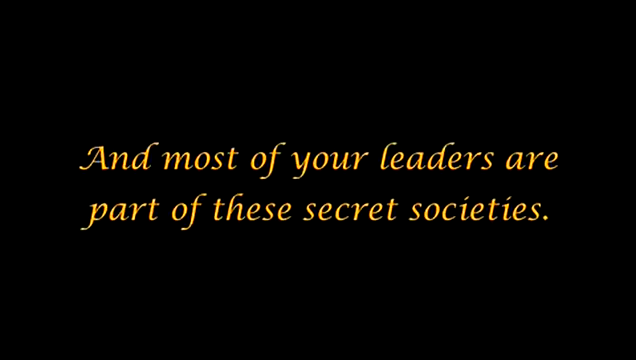 And most of your leaders are
part of these secret societies.